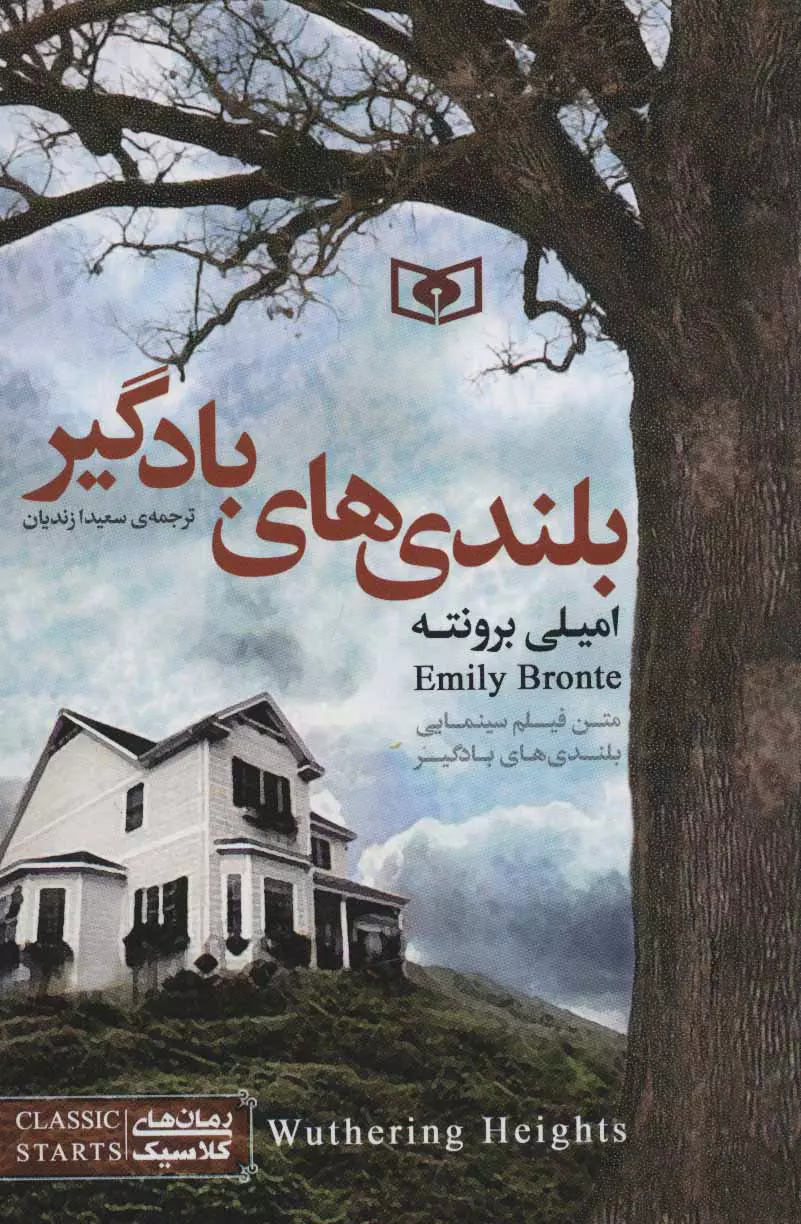 بلندی‌های بادگیر
ترجمه‌ی سعیدا زندیان
امیلی برونته
Emily Bronte
متن فیلم سینمایی
بلندی‌های بادگیر
رمان‌های
کلاسیک
CLASSIC
STARTS
Wuthering Heights